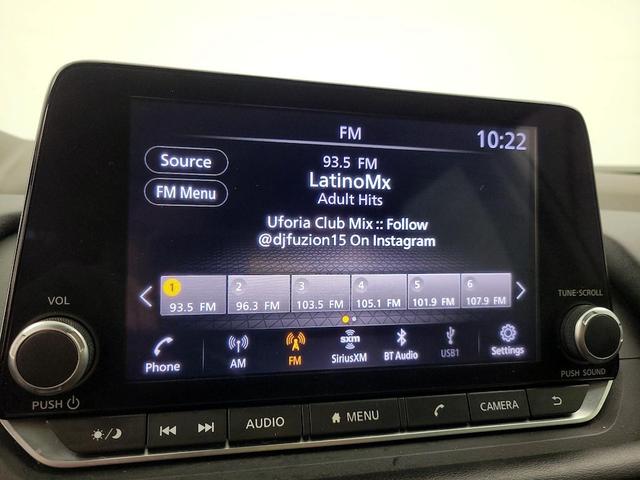 FM
10:22
Source
93.5 FM
LatinoMx
FM Menu
Adult Hits
Uforia Club Mix :: Follow
@djfuzion15 On Instagram
1 2 3 4 5 6
93.5 FM 96.3 FM 103.5 FM 105.1 FM 101.9 FM 107.9 FM
Phone AM FM sxm SiriusXM BT Audio USB1 Settings
VOL
PUSH
TUNE·SCROLL
PUSH SOUND
AUDIO MENU CAMERA